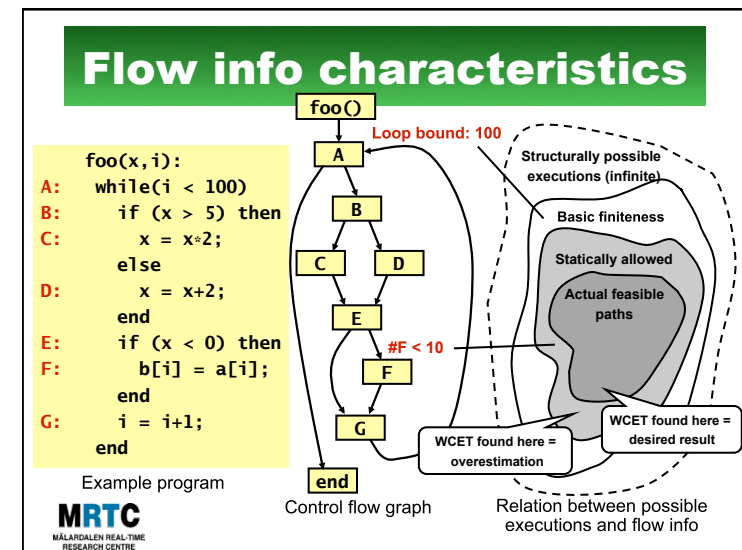 Flow info characteristics
foo(x,i):
A: while(i < 100)
B: if (x > 5) then
C: x = x*2;
else
D: x = x+2;
end
E: if (x < 0) then
F: b[i] = a[i];
end
G: i = i+1;
end
Example program
MRTC
MÄLARDALEN REAL-TIME
RESEARCH CENTRE
foo()
Loop bound: 100
A
B
C D
E
#F < 10
F
G
end
Control flow graph
Structurally possible
executions (infinite)
Basic finiteness
Statically allowed
Actual feasible
paths
WCET found here =
desired result
WCET found here =
overestimation
Relation between possible
executions and flow info